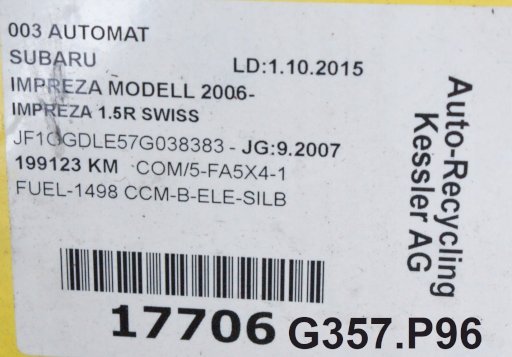 003 AUTOMAT
SUBARU LD:1.10.2015
IMPREZA MODELL 2006-
IMPREZA 1.5R SWISS
JF1GGDLE57G038383 - JG:9.2007
199123 KM COM/5-FA5X4-1
FUEL-1498 CCM-B-ELE-SILB
17706 G357.P96
Auto-Recycling
Kessler AG